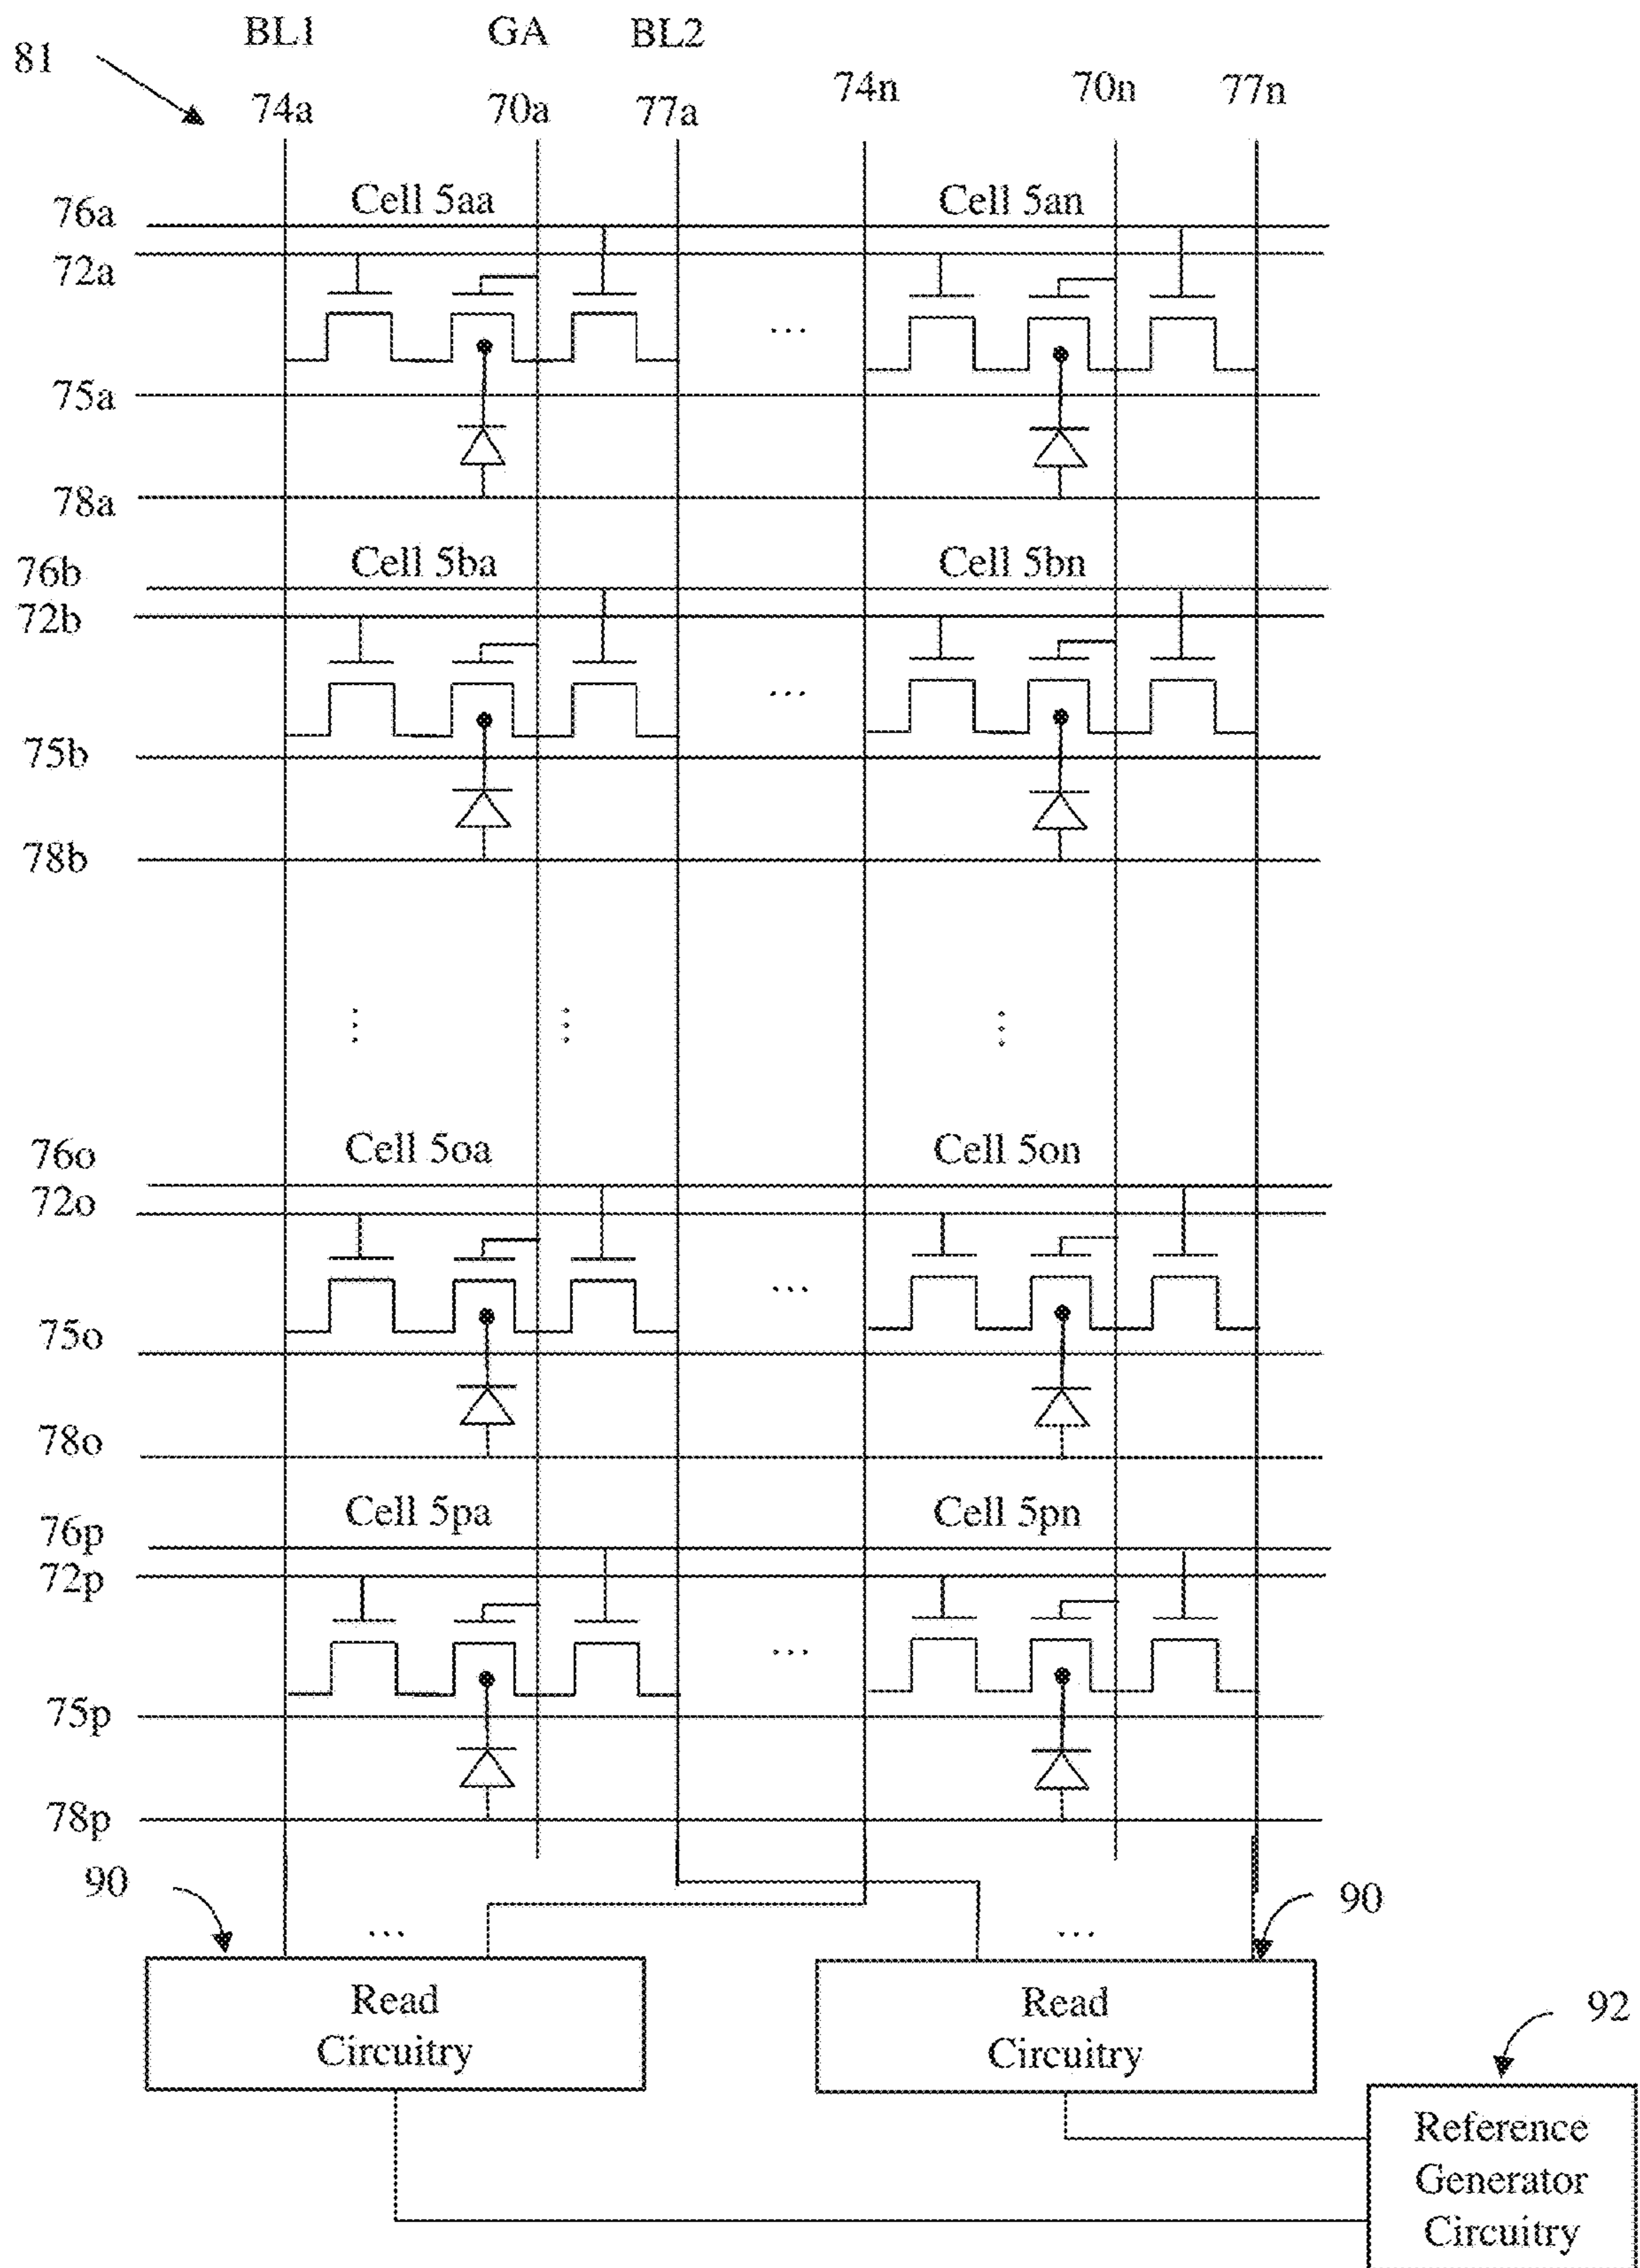 BL1 GA BL2
81
74a 70a 77a 74n 70n 77n
76a Cell 5aa Cell 5an
72a
...
75a
78a
76b Cell 5ba Cell 5bn
72b
...
75b
78b
... ... ...
76o Cell 5oa Cell 5on
72o
...
75o
78o
76p Cell 5pa Cell 5pn
72p
...
75p
78p
90 90
... ...
Read
Circuitry
Read
Circuitry
92
Reference
Generator
Circuitry